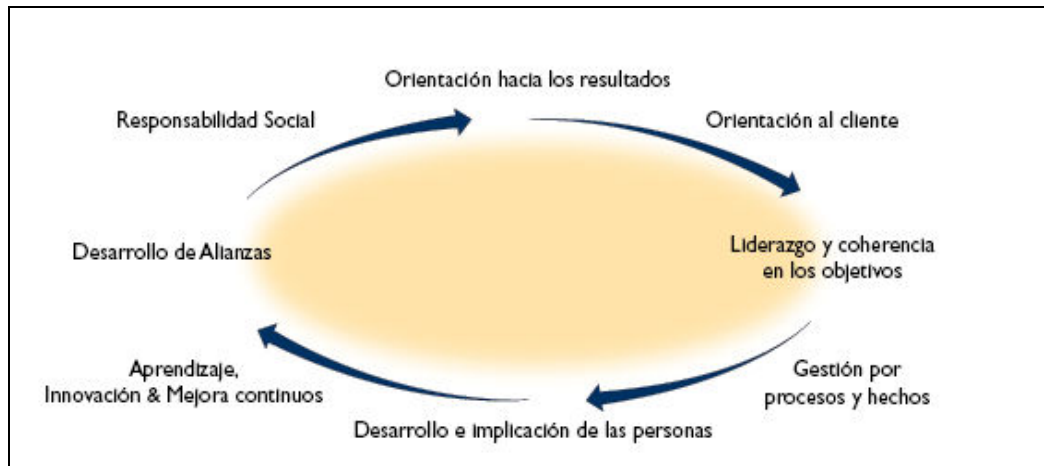 Orientación hacia los resultados
Responsabilidad Social
Orientación al cliente
Desarrollo de Alianzas
Liderazgo y coherencia
en los objetivos
Aprendizaje,
Innovación & Mejora continuos
Gestión por
procesos y hechos
Desarrollo e implicación de las personas